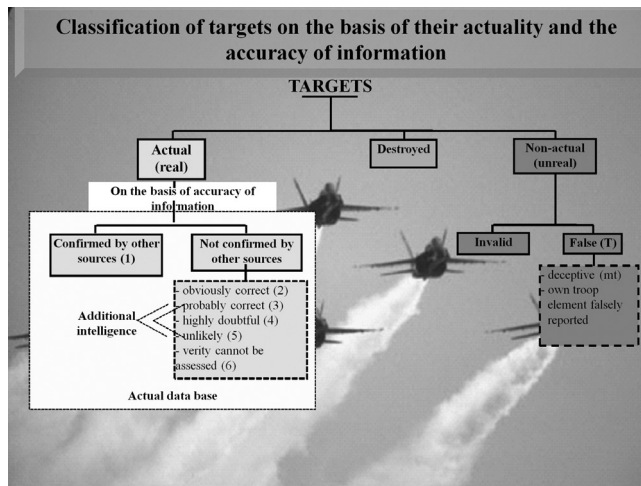 Classification of targets on the basis of their actuality and the
accuracy of information
TARGETS
Actual
(real)
Destroyed
Non-actual
(unreal)
On the basis of accuracy of
information
Confirmed by other
sources (1)
Not confirmed by
other sources
Invalid
False (T)
Additional
intelligence
- obviously correct (2)
- probably correct (3)
- highly doubtful (4)
- unlikely (5)
- verity cannot be
assessed (6)
- deceptive (mt)
- own troop
element falsely
reported
Actual data base